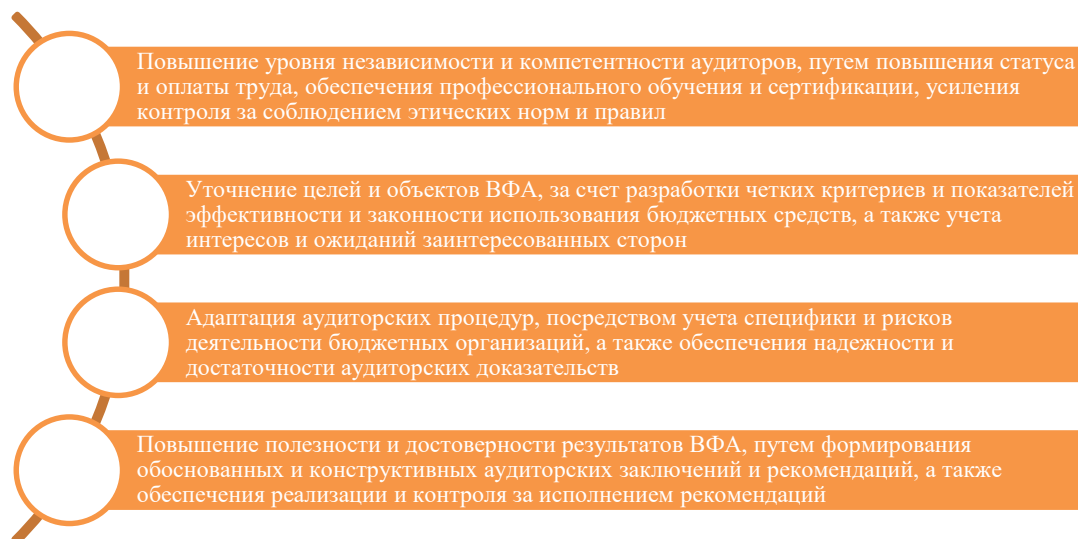 Повышение уровня независимости и компетентности аудиторов, путем повышения статуса
и оплаты труда, обеспечения профессионального обучения и сертификации, усиления
контроля за соблюдением этических норм и правил
Уточнение целей и объектов ВФА, за счет разработки четких критериев и показателей
эффективности и законности использования бюджетных средств, а также учета
интересов и ожиданий заинтересованных сторон
Адаптация аудиторских процедур, посредством учета специфики и рисков
деятельности бюджетных организаций, а также обеспечения надежности и
достаточности аудиторских доказательств
Повышение полезности и достоверности результатов ВФА, путем формирования
обоснованных и конструктивных аудиторских заключений и рекомендаций, а также
обеспечения реализации и контроля за исполнением рекомендаций